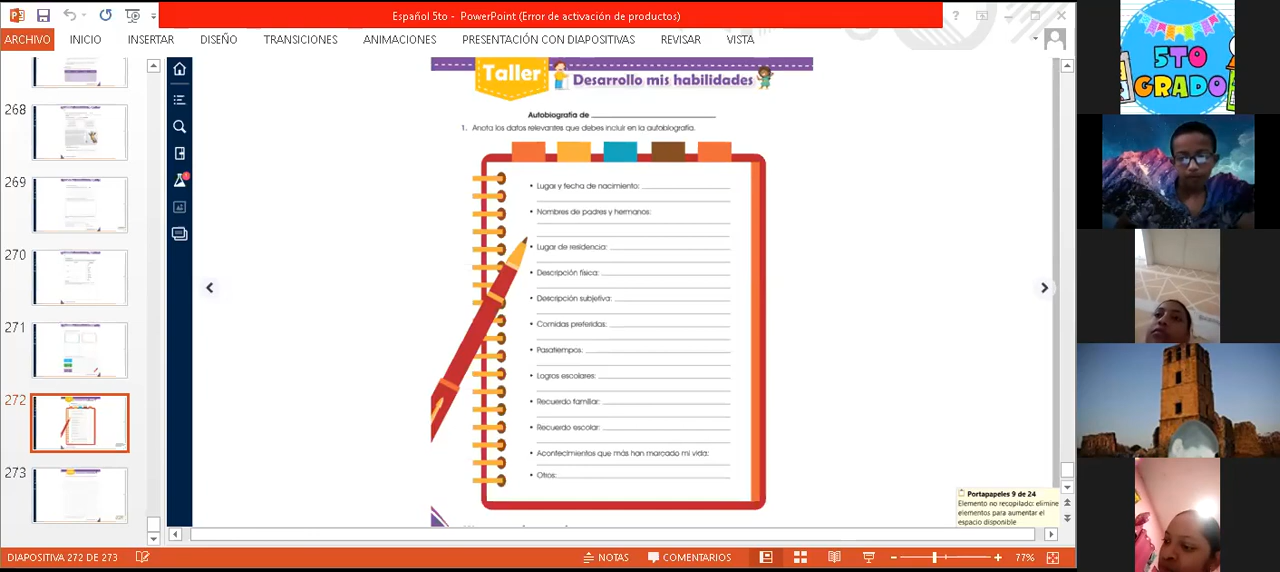 Español 5to - PowerPoint (Error de activación de productos)
ARCHIVO INICIO INSERTAR DISEÑO TRANSICIONES ANIMACIONES PRESENTACIÓN CON DIAPOSITIVAS REVISAR VISTA
268
269
270
271
272
273
Taller
Desarrollo mis habilidades
Autobiografía de
1. Anota los datos relevantes que debes incluir en la autobiografía.
• Lugar y fecha de nacimiento:
• Nombres de padres y hermanos:
• Lugar de residencia:
• Descripción física:
• Descripción subjetiva:
• Comidas preferidas:
• Pasatiempos:
• Logros escolares:
• Recuerdo familiar:
• Recuerdo escolar:
• Acontecimientos que más han marcado mi vida:
• Otros:
Portapapeles 9 de 24
Elemento no recopilado: elimine
elementos para aumentar el
espacio disponible
DIAPOSITIVA 272 DE 273
NOTAS
COMENTARIOS
77%
5TO
GRADO